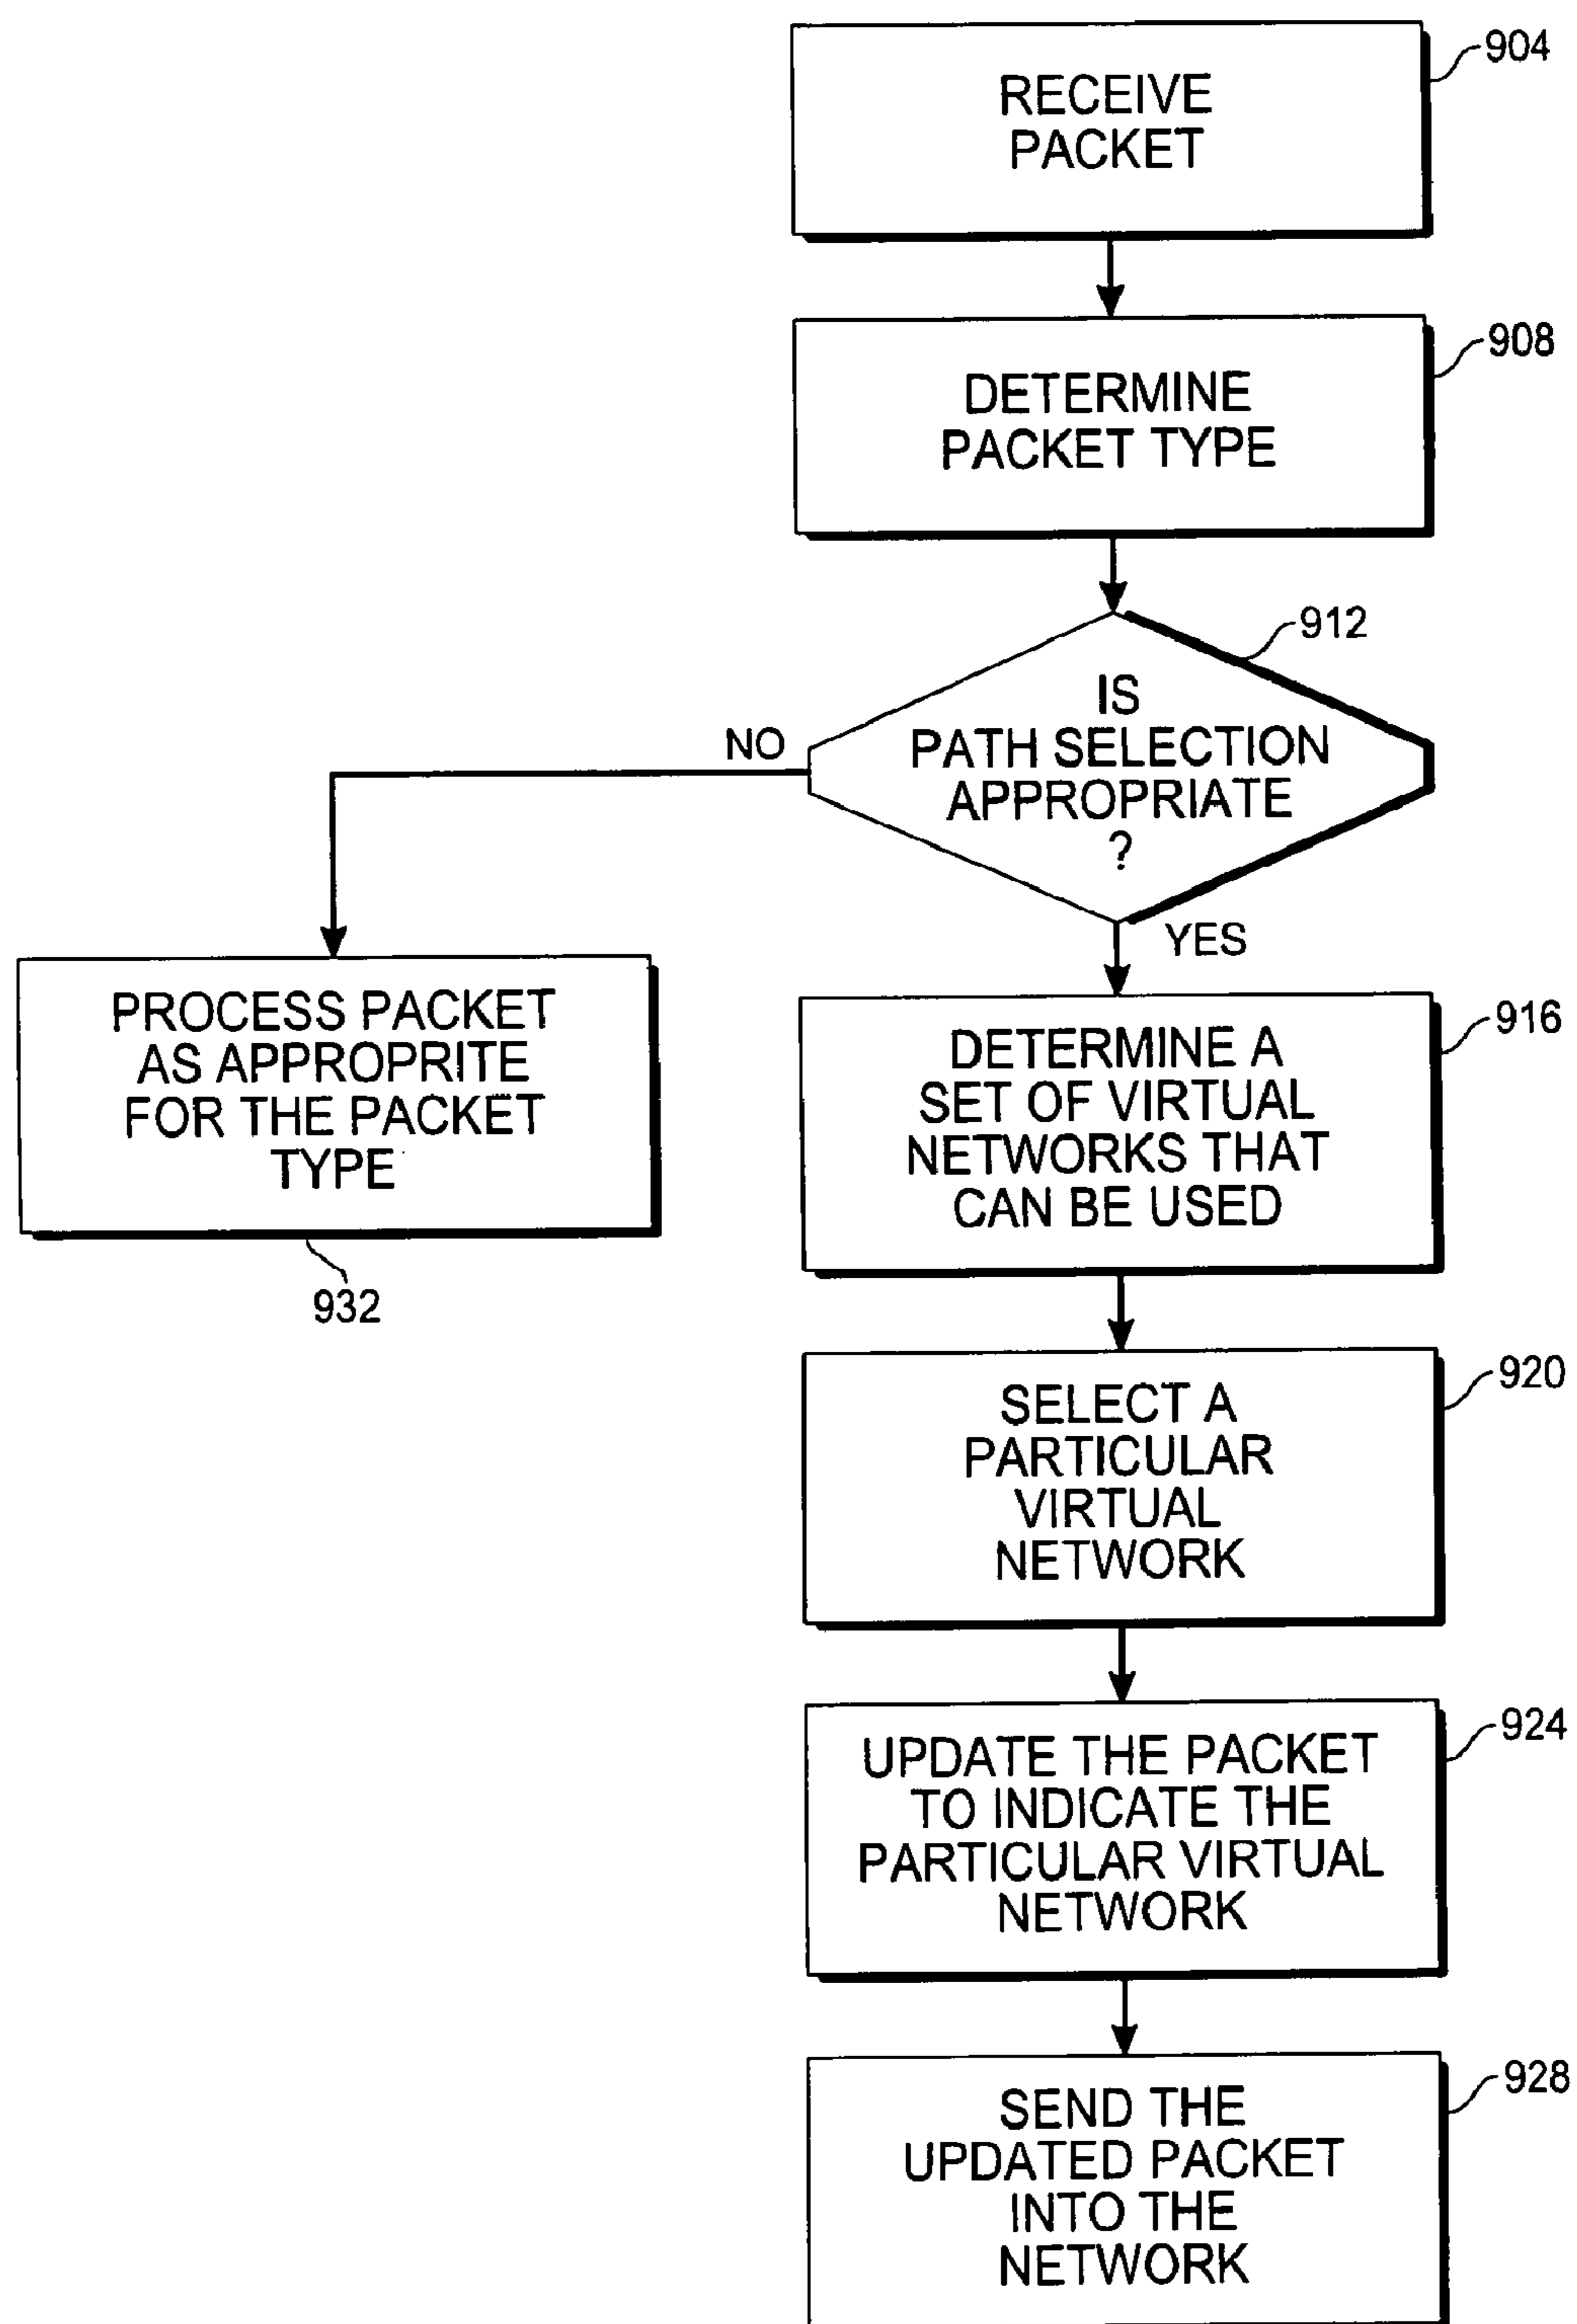 904
RECEIVE
PACKET
908
DETERMINE
PACKET TYPE
912
IS
PATH SELECTION
APPROPRIATE
?
NO
YES
PROCESS PACKET
AS APPROPRITE
FOR THE PACKET
TYPE
932
916
DETERMINE A
SET OF VIRTUAL
NETWORKS THAT
CAN BE USED
920
SELECT A
PARTICULAR
VIRTUAL
NETWORK
924
UPDATE THE PACKET
TO INDICATE THE
PARTICULAR VIRTUAL
NETWORK
928
SEND THE
UPDATED PACKET
INTO THE
NETWORK